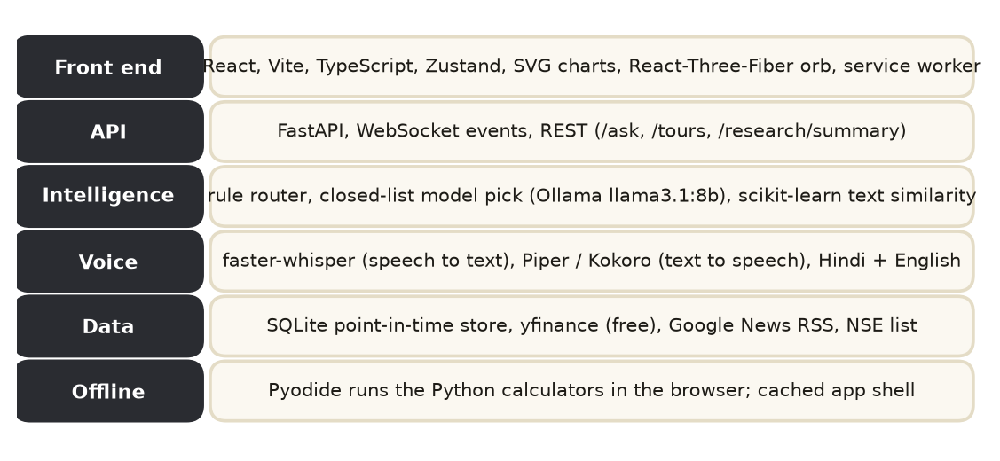 Front end
React, Vite, TypeScript, Zustand, SVG charts, React-Three-Fiber orb, service worker
API
FastAPI, WebSocket events, REST (/ask, /tours, /research/summary)
Intelligence
rule router, closed-list model pick (Ollama llama3.1:8b), scikit-learn text similarity
Voice
faster-whisper (speech to text), Piper / Kokoro (text to speech), Hindi + English
Data
SQLite point-in-time store, yfinance (free), Google News RSS, NSE list
Offline
Pyodide runs the Python calculators in the browser; cached app shell